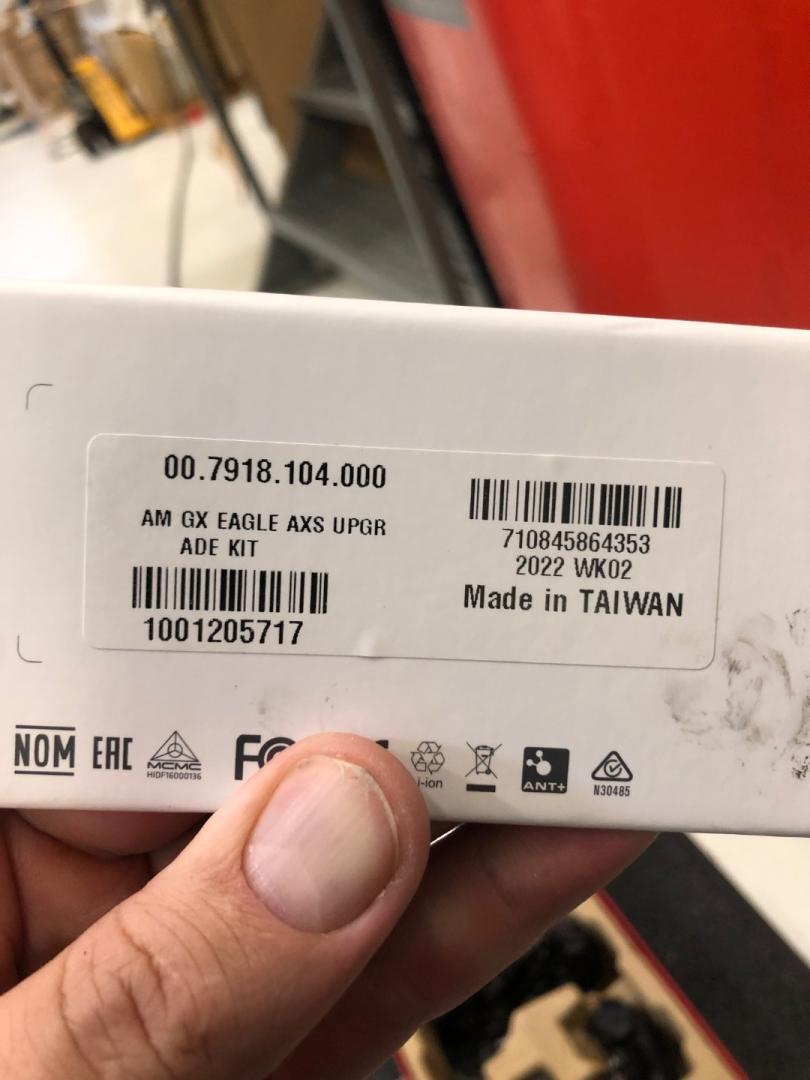 00.7918.104.000
AM GX EAGLE AXS UPGR
ADE KIT
1001205717
710845864353
2022 WK02
Made in TAIWAN
NOM
EAC
MCMC
HIDF16000136
-ion
ANT+
N30485